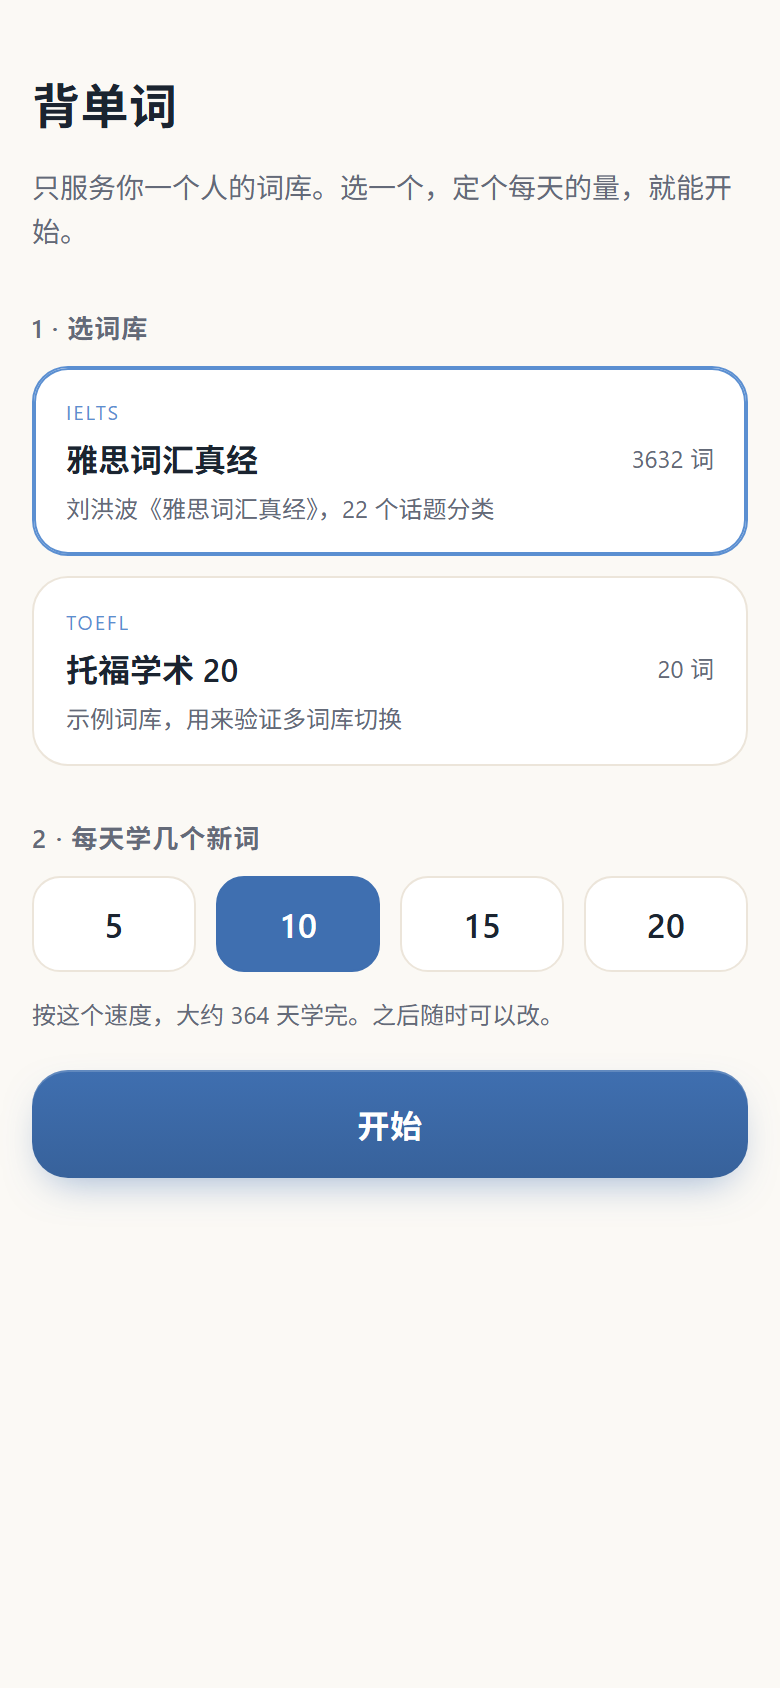 背单词
只服务你一个人的词库。选一个，定个每天的量，就能开
始。
1 · 选词库
IELTS
雅思词汇真经
3632 词
刘洪波《雅思词汇真经》，22 个话题分类
TOEFL
托福学术 20
20 词
示例词库，用来验证多词库切换
2 · 每天学几个新词
5 10 15 20
按这个速度，大约 364 天学完。之后随时可以改。
开始